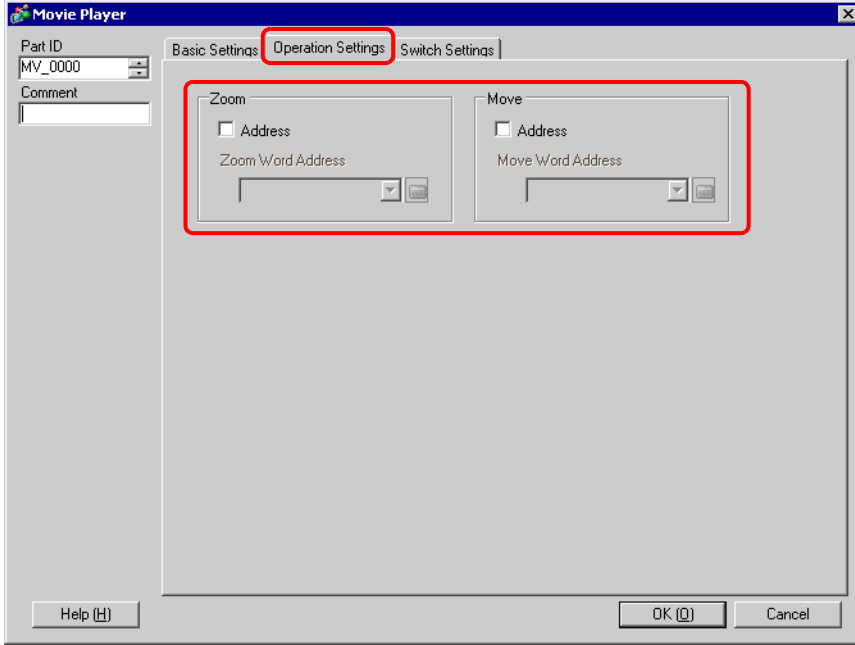 Movie Player
Part ID
MV_0000
Comment
Basic Settings
Operation Settings
Switch Settings
Zoom
Address
Zoom Word Address
Move
Address
Move Word Address
Help (H)
OK (O)
Cancel